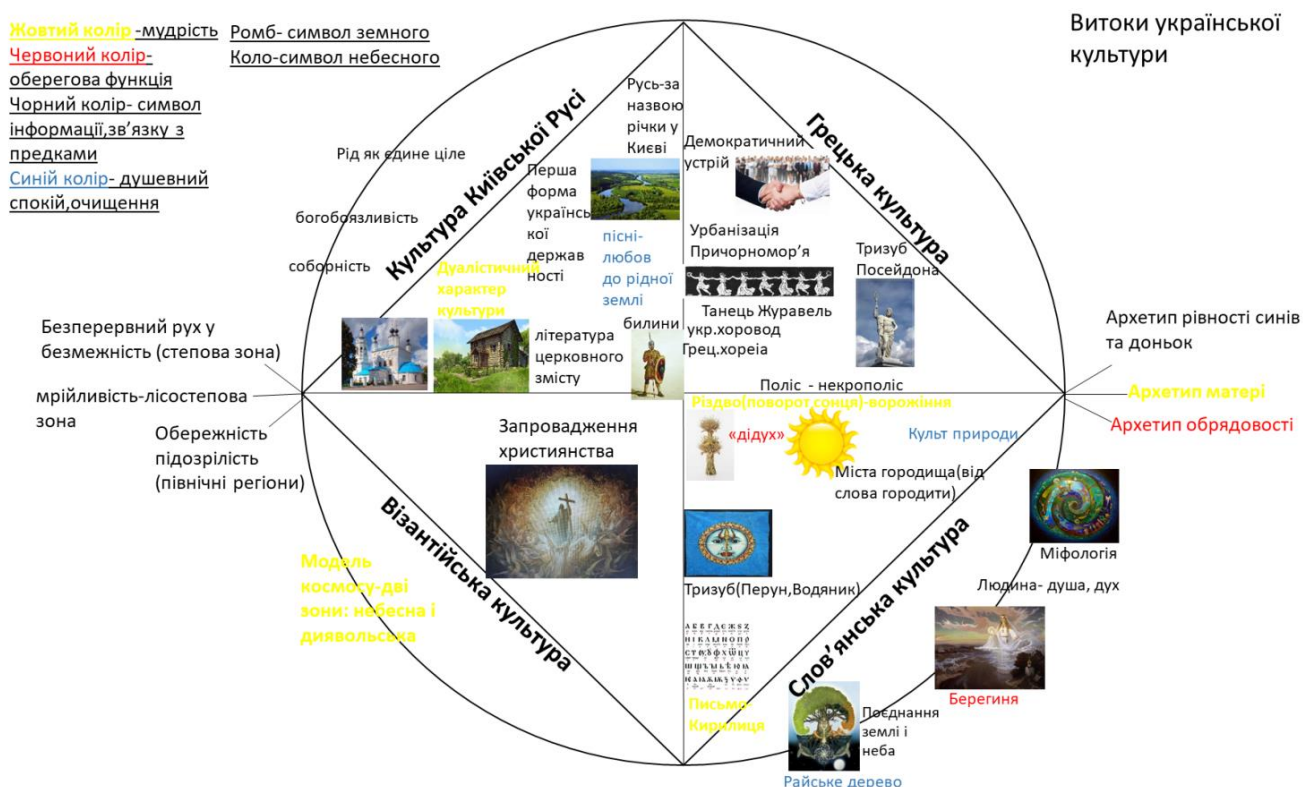 Жовтий колір -мудрість
Червоний колір-
оберегова функція
Чорний колір- символ
інформації,зв’язку з
предками
Синій колір- душевний
спокій,очищення
Ромб- символ земного
Коло-символ небесного
Витоки української
культури
Культура Київської Русі
Рід як єдине ціле
богобоязливість
соборність
Русь-за
назвою
річки у
Києві
Перша
форма
українсь
кої
держав
ності
пісні-
любов
до рідної
землі
Дуалістичний
характер
культури
література
церковного
змісту
билини
Грецька культура
Демократичний
устрій
Урбанізація
Причорномор’я
Тризуб
Посейдона
Танець Журавель
укр.хоровод
Грец.хореіа
Поліс - некрополіс
Безперервний рух у
безмежність (степова зона)
мрійливість-лісостепова
зона
Обережність
підозрілість
(північні регіони)
Архетип рівності синів
та доньок
Архетип матері
Архетип обрядовості
Візантійська культура
Запровадження
християнства
Модель
космосу-дві
зони: небесна і
диявольська
Слов’янська культура
Різдво(поворот сонця)-ворожіння
«дідух»
Культ природи
Міста городища(від
слова городити)
Міфологія
Тризуб(Перун,Водяник)
Людина- душа, дух
Берегиня
Письмо-
Кирилиця
Поєднання
землі і
неба
Райське дерево